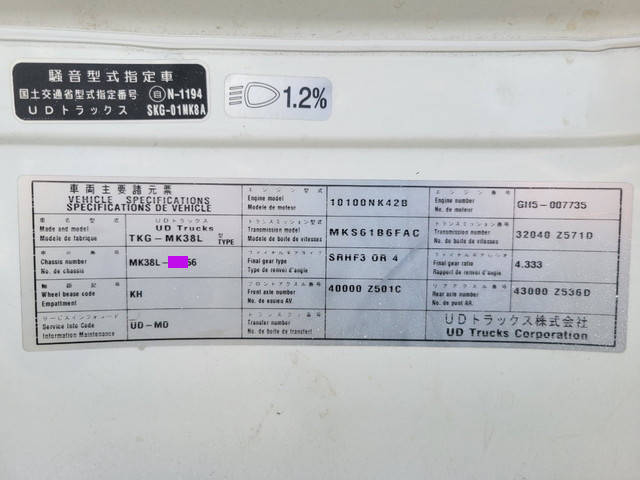 騒音型式指定車
国土交通省型式指定番号 自 N-1194
UDトラックス SKG-01MK8A
1.2%
車両主要諸元票
VEHICLE SPECIFICATIONS
SPECIFICATIONS DE VEHICLE
エンジン型式
Engine model
Modele de moteur
10100NK42B
エンジン番号
Engine number
No. de moteur
GH5-007735
車名型式
Made and model
Modele de fabrique
UDトラックス
UD Trucks
TKG-MK38L 型 TYPE
トランスミッション型式
Transmission model
Modele de boite de vitesses
MKS61B6FAC
トランスミッション番号
Transmission number
No de boite de vitesses
32040 Z571D
車台番号
Chassis number
No. de chassis
MK38L- 56
ファイナルギアタイプ
Final gear type
Type de renvoi d'angle
SRHF3 OR 4
ファイナルギアレシオ
Final gear ratio
Rapport de renvoi d'angle
4.333
軸距記号
Wheel base code
Empattement
KH
フロントアクスル番号
Front axle number
No. de essieu AV.
40000 Z501C
リアアクスル番号
Rear axle number
No. de pont AR.
43000 Z536D
サービスインフォコード
Service Info Code
Information Maintenance
UD-MD
トランスファ番号
Transfer number
No. de boite de transfert
UDトラックス株式会社
UD Trucks Corporation